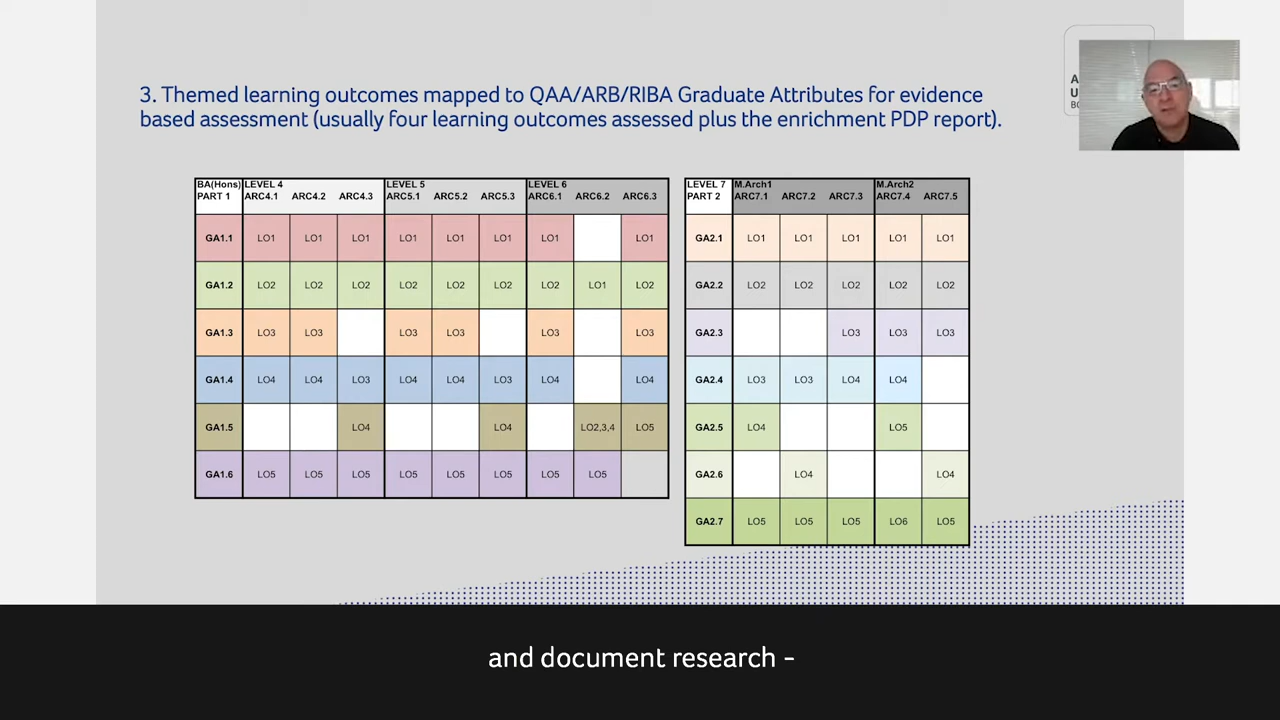 3. Themed learning outcomes mapped to QAA/ARB/RIBA Graduate Attributes for evidence
based assessment (usually four learning outcomes assessed plus the enrichment PDP report).
A
U
BO
BA(Hons) LEVEL 4 LEVEL 5 LEVEL 6
PART 1 ARC4.1 ARC4.2 ARC4.3 ARC5.1 ARC5.2 ARC5.3 ARC6.1 ARC6.2 ARC6.3
GA1.1 LO1 LO1 LO1 LO1 LO1 LO1 LO1 LO1
GA1.2 LO2 LO2 LO2 LO2 LO2 LO2 LO2 LO1 LO2
GA1.3 LO3 LO3 LO3 LO3 LO3 LO3
GA1.4 LO4 LO4 LO3 LO4 LO4 LO3 LO4 LO4
GA1.5 LO4 LO4 LO2,3,4 LO5
GA1.6 LO5 LO5 LO5 LO5 LO5 LO5 LO5 LO5
LEVEL 7 M.Arch1 M.Arch2
PART 2 ARC7.1 ARC7.2 ARC7.3 ARC7.4 ARC7.5
GA2.1 LO1 LO1 LO1 LO1 LO1
GA2.2 LO2 LO2 LO2 LO2 LO2
GA2.3 LO3 LO3 LO3
GA2.4 LO3 LO3 LO4 LO4
GA2.5 LO4 LO5
GA2.6 LO4 LO4
GA2.7 LO5 LO5 LO5 LO6 LO5
and document research -